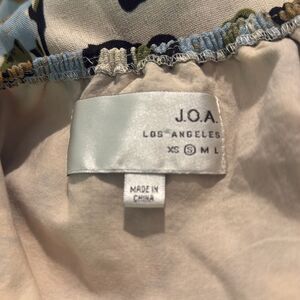 J.O.A.
LOS ANGELES
XS S M L
MADE IN
CHINA